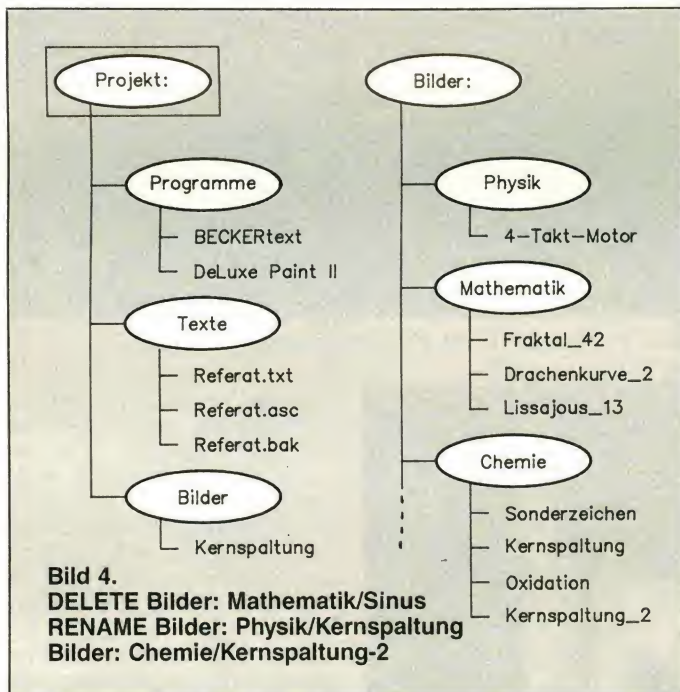 Projekt:
Programme
BECKERtext
DeLuxe Paint II
Texte
Referat.txt
Referat.asc
Referat.bak
Bilder
Kernspaltung
Bilder:
Physik
4-Takt-Motor
Mathematik
Fraktal_42
Drachenkurve_2
Lissajous_13
Chemie
Sonderzeichen
Kernspaltung
Oxidation
Kernspaltung_2
Bild 4.
DELETE Bilder: Mathematik/Sinus
RENAME Bilder: Physik/Kernspaltung
Bilder: Chemie/Kernspaltung-2